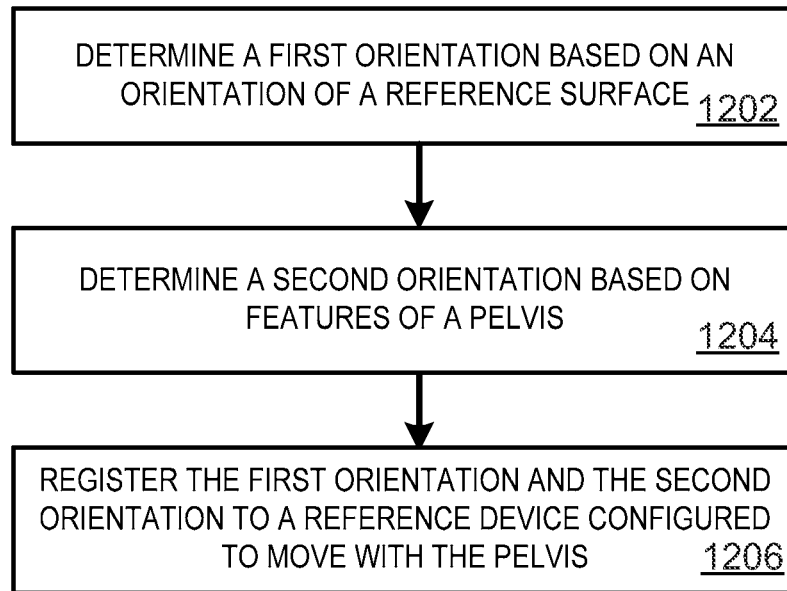 DETERMINE A FIRST ORIENTATION BASED ON AN
ORIENTATION OF A REFERENCE SURFACE
1202
DETERMINE A SECOND ORIENTATION BASED ON
FEATURES OF A PELVIS
1204
REGISTER THE FIRST ORIENTATION AND THE SECOND
ORIENTATION TO A REFERENCE DEVICE CONFIGURED
TO MOVE WITH THE PELVIS
1206